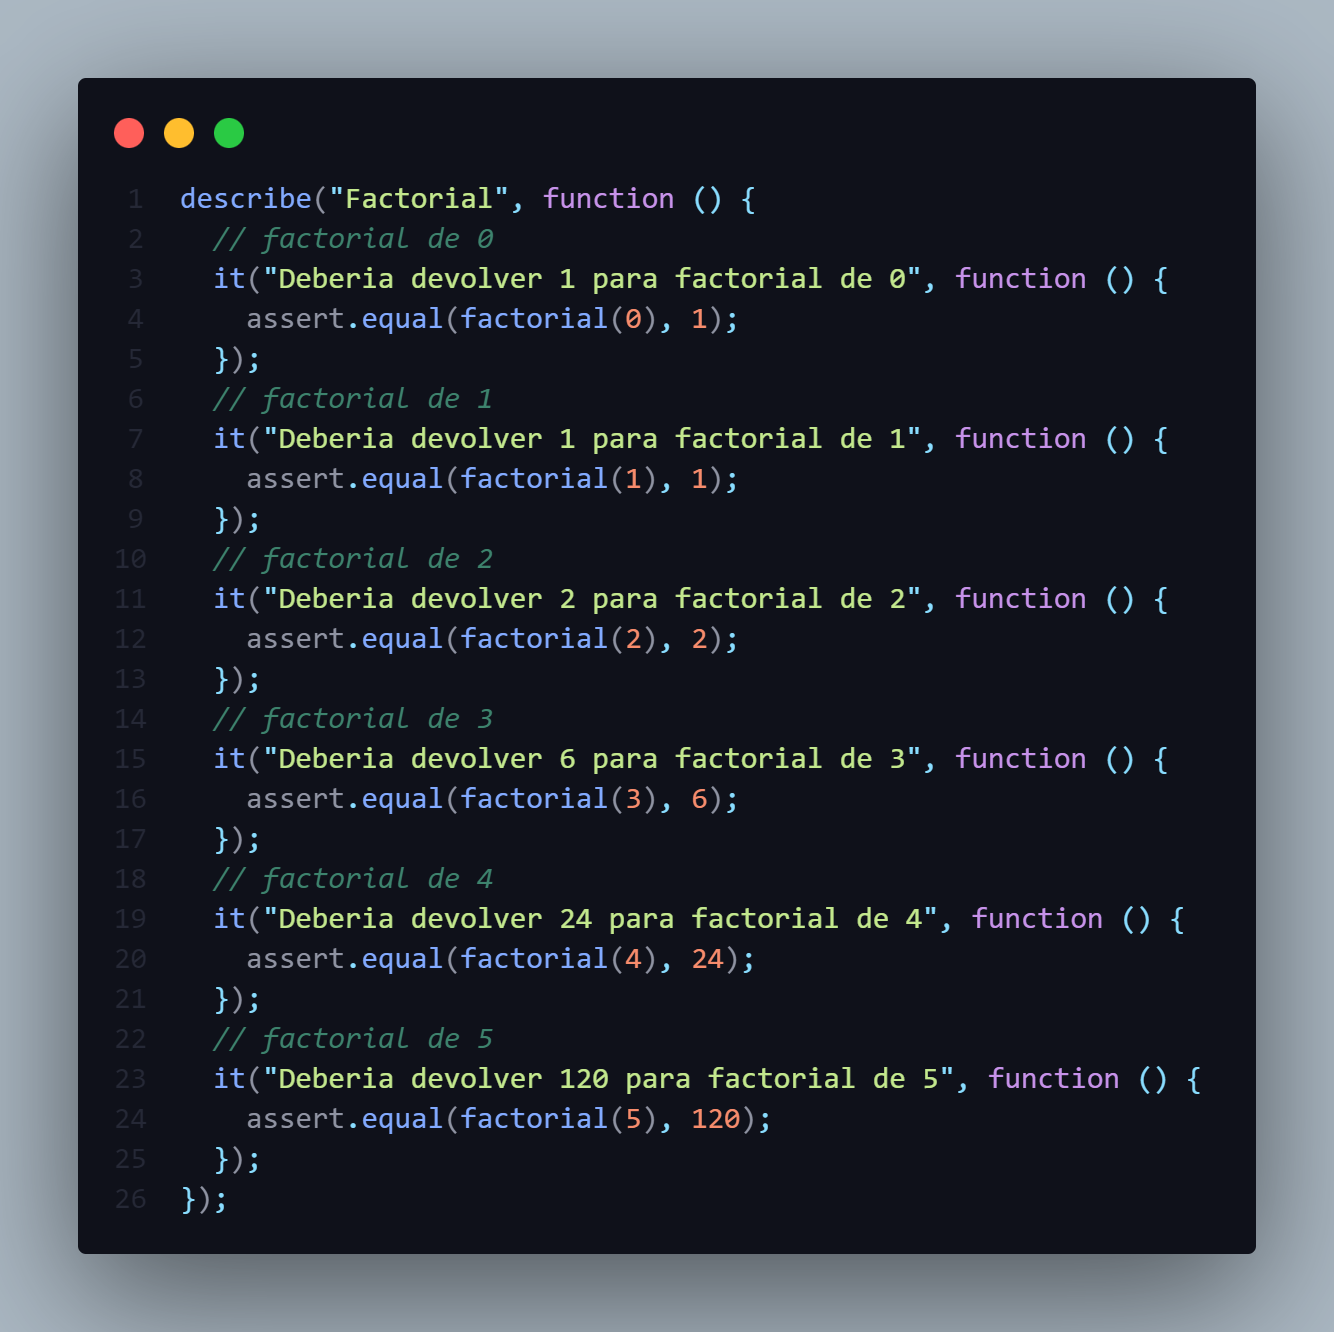 1 describe("Factorial", function () {
2   // factorial de 0
3   it("Deberia devolver 1 para factorial de 0", function () {
4     assert.equal(factorial(0), 1);
5   });
6   // factorial de 1
7   it("Deberia devolver 1 para factorial de 1", function () {
8     assert.equal(factorial(1), 1);
9   });
10   // factorial de 2
11   it("Deberia devolver 2 para factorial de 2", function () {
12     assert.equal(factorial(2), 2);
13   });
14   // factorial de 3
15   it("Deberia devolver 6 para factorial de 3", function () {
16     assert.equal(factorial(3), 6);
17   });
18   // factorial de 4
19   it("Deberia devolver 24 para factorial de 4", function () {
20     assert.equal(factorial(4), 24);
21   });
22   // factorial de 5
23   it("Deberia devolver 120 para factorial de 5", function () {
24     assert.equal(factorial(5), 120);
25   });
26 });